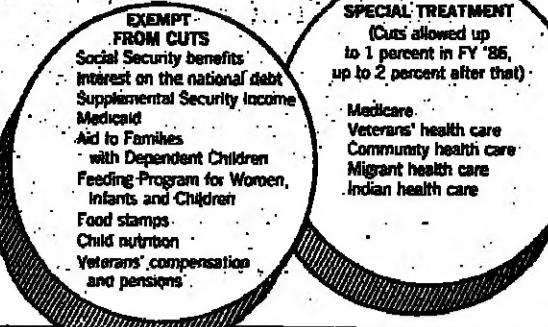 EXEMPT
FROM CUTS
Social Security benefits
Interest on the national debt
Supplemental Security Income
Medicaid
Aid to Families
with Dependent Children
Feeding Program for Women,
Infants and Children
Food stamps
Child nutrition
Veterans' compensation
and pensions
SPECIAL TREATMENT
(Cuts allowed up
to 1 percent in FY '86,
up to 2 percent after that)
Medicare
Veterans' health care
Community health care
Migrant health care
Indian health care